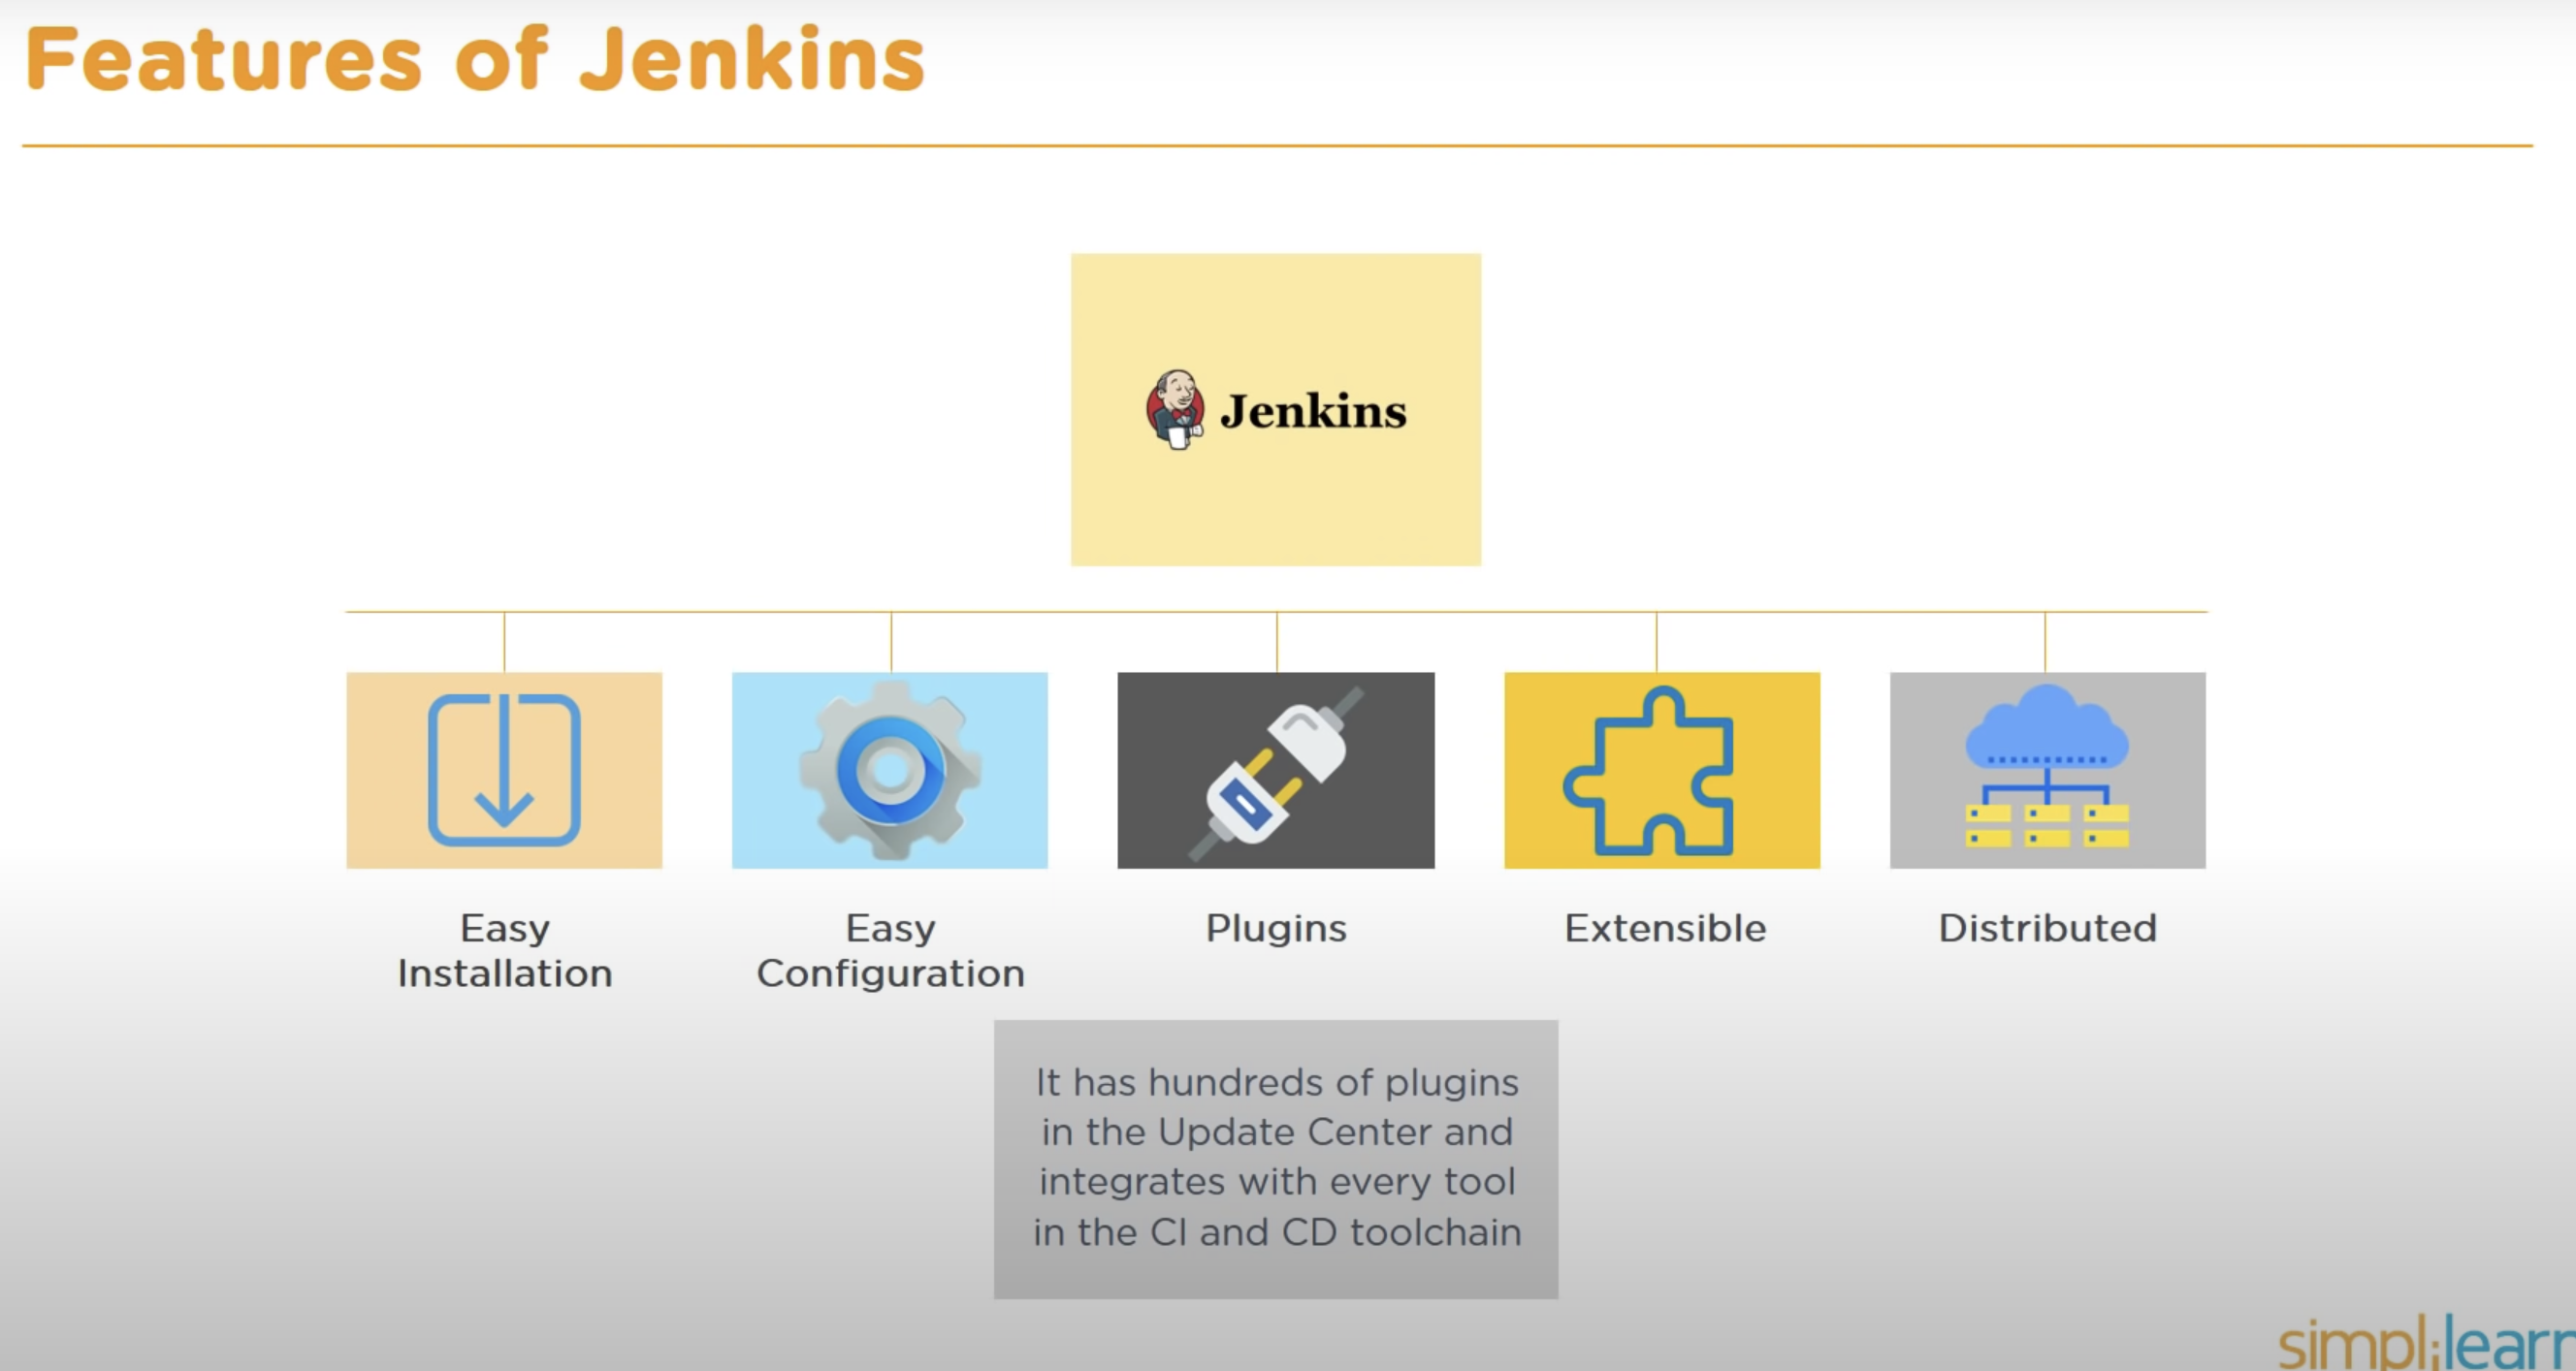 Features of Jenkins
Jenkins
Easy
Installation
Easy
Configuration
Plugins
Extensible
Distributed
It has hundreds of plugins
in the Update Center and
integrates with every tool
in the CI and CD toolchain
simplilearn